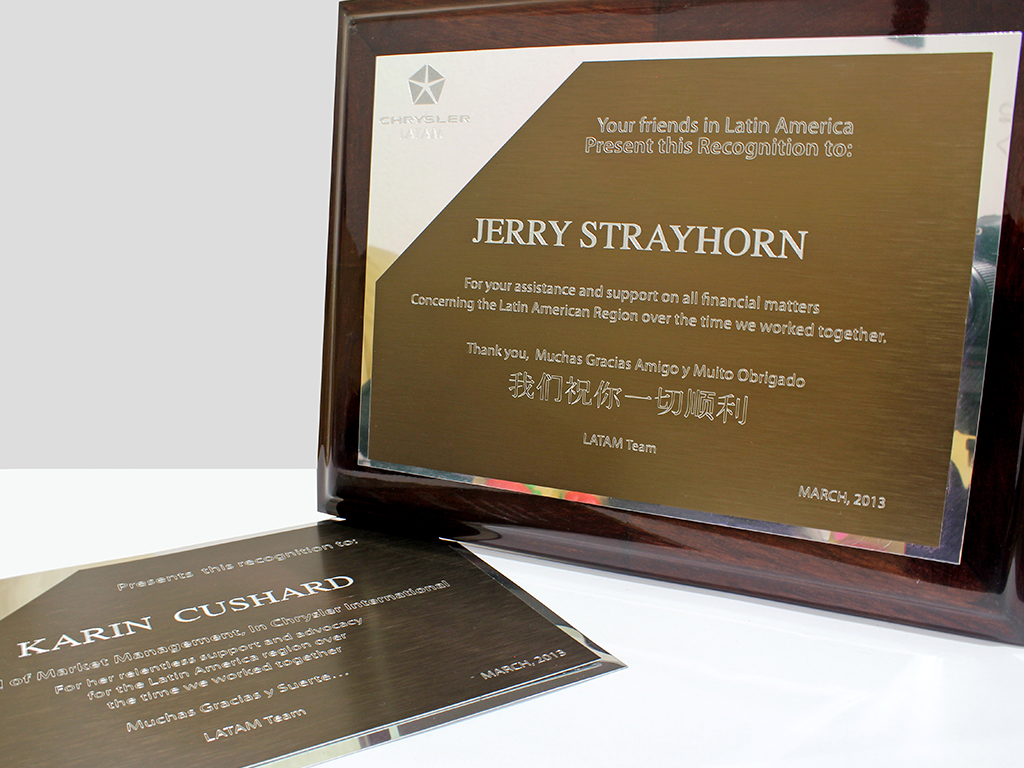 CHRYSLER
LATAM
Your friends in Latin America
Present this Recognition to:
JERRY STRAYHORN
For your assistance and support on all financial matters
Concerning the Latin American Region over the time we worked together.
Thank you, Muchas Gracias Amigo y Muito Obrigado
我们祝你一切顺利
LATAM Team
MARCH, 2013
Presents this recognition to:
KARIN CUSHARD
of Market Management, In Chrysler International
For her relentless support and advocacy
for the Latin America region over
the time we worked together
Muchas Gracias y Suerte...
LATAM Team
MARCH, 2013